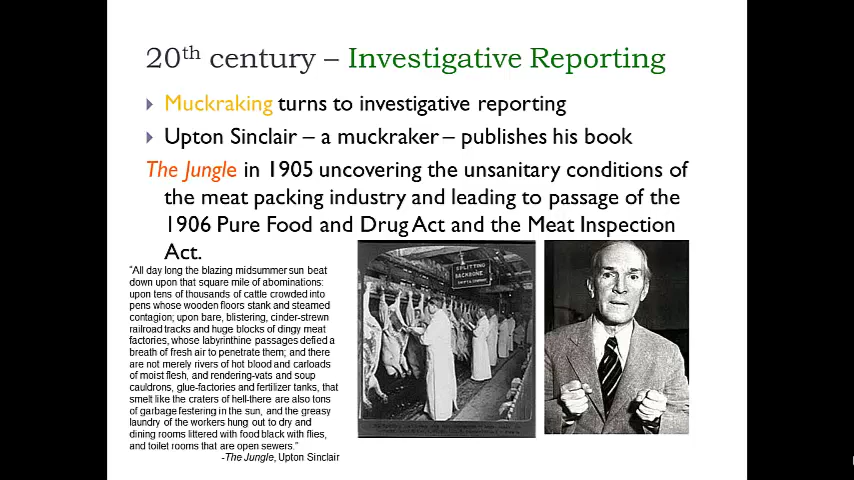 20th century – Investigative Reporting
Muckraking turns to investigative reporting
Upton Sinclair – a muckraker – publishes his book
The Jungle in 1905 uncovering the unsanitary conditions of
the meat packing industry and leading to passage of the
1906 Pure Food and Drug Act and the Meat Inspection
Act.
“All day long the blazing midsummer sun beat
down upon that square mile of abominations:
upon tens of thousands of cattle crowded into
pens whose wooden floors stank and steamed
contagion; upon bare, blistering, cinder-strewn
railroad tracks and huge blocks of dingy meat
factories, whose labyrinthine passages defied a
breath of fresh air to penetrate them; and there
are not merely rivers of hot blood and carloads
of moist flesh, and rendering-vats and soup
cauldrons, glue-factories and fertilizer tanks, that
smelt like the craters of hell-there are also tons
of garbage festering in the sun, and the greasy
laundry of the workers hung out to dry and
dining rooms littered with food black with flies,
and toilet rooms that are open sewers.”
-The Jungle, Upton Sinclair
SPLITTING
BACKBONE